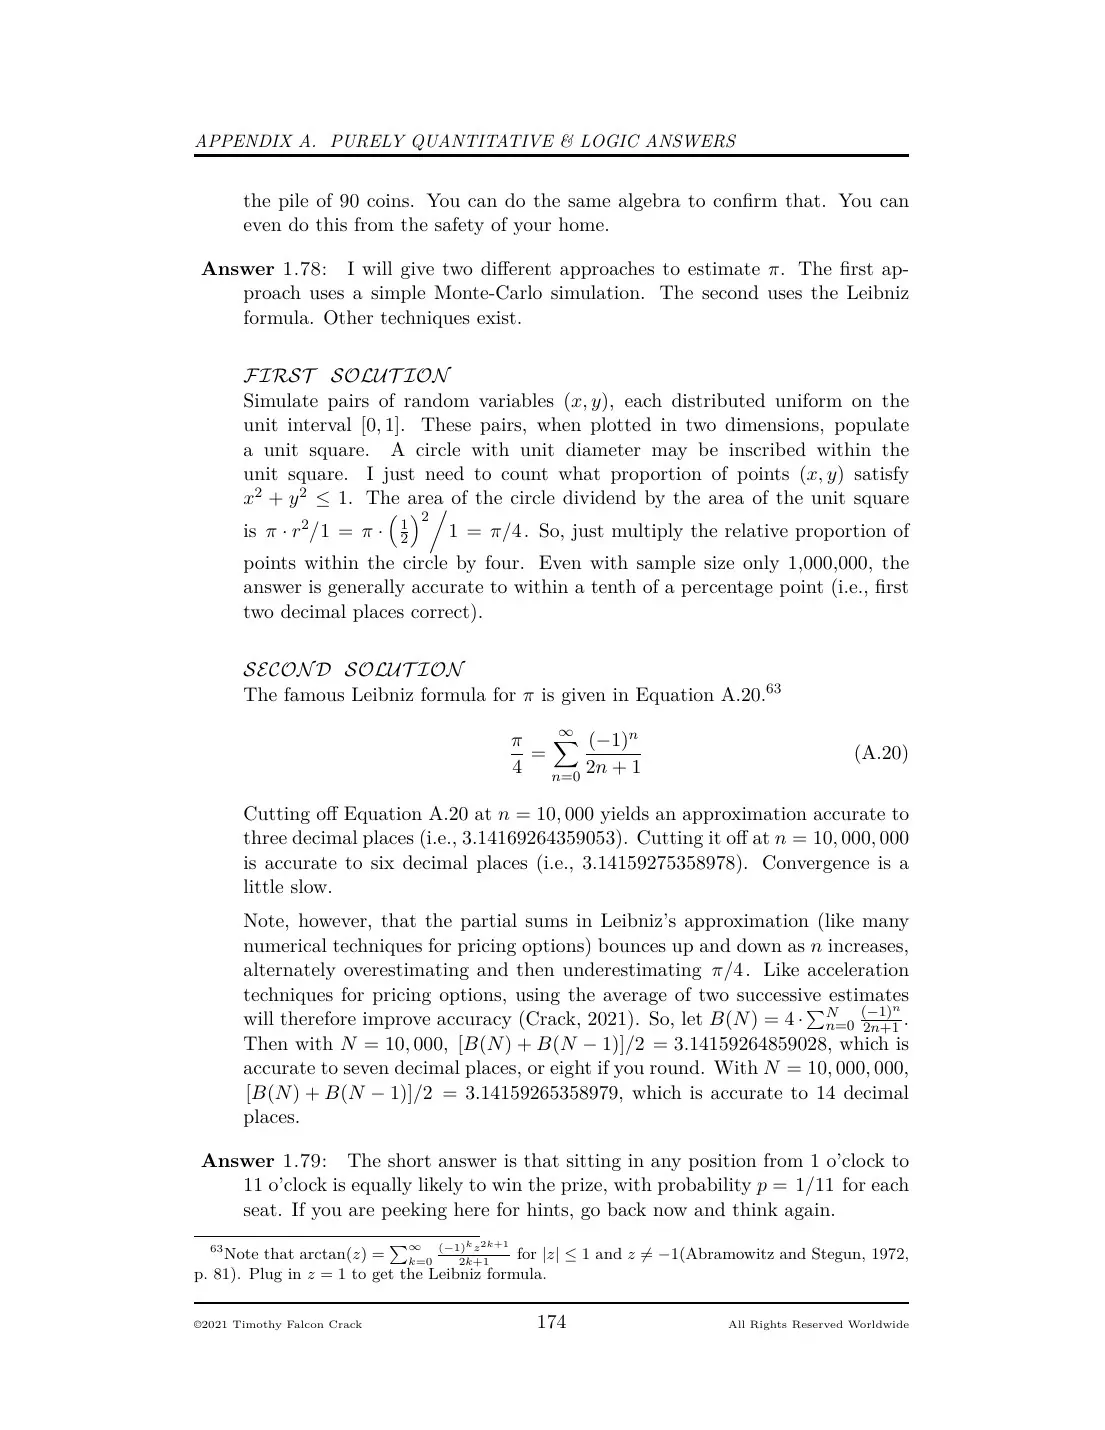 APPENDIX A. PURELY QUANTITATIVE & LOGIC ANSWERS
the pile of 90 coins. You can do the same algebra to confirm that. You can
even do this from the safety of your home.
Answer 1.78: I will give two different approaches to estimate π. The first ap-
proach uses a simple Monte-Carlo simulation. The second uses the Leibniz
formula. Other techniques exist.
FIRST SOLUTION
Simulate pairs of random variables (x, y), each distributed uniform on the
unit interval [0, 1]. These pairs, when plotted in two dimensions, populate
a unit square. A circle with unit diameter may be inscribed within the
unit square. I just need to count what proportion of points (x, y) satisfy
x² + y² ≤ 1. The area of the circle dividend by the area of the unit square
is π · r²/1 = π · (1/2)² / 1 = π/4. So, just multiply the relative proportion of
points within the circle by four. Even with sample size only 1,000,000, the
answer is generally accurate to within a tenth of a percentage point (i.e., first
two decimal places correct).
SECOND SOLUTION
The famous Leibniz formula for π is given in Equation A.20.⁶³
π/4 = ∑_{n=0}^{∞} (−1)ⁿ/(2n + 1) (A.20)
Cutting off Equation A.20 at n = 10, 000 yields an approximation accurate to
three decimal places (i.e., 3.14169264359053). Cutting it off at n = 10, 000, 000
is accurate to six decimal places (i.e., 3.14159275358978). Convergence is a
little slow.
Note, however, that the partial sums in Leibniz's approximation (like many
numerical techniques for pricing options) bounces up and down as n increases,
alternately overestimating and then underestimating π/4. Like acceleration
techniques for pricing options, using the average of two successive estimates
will therefore improve accuracy (Crack, 2021). So, let B(N) = 4 · ∑_{n=0}^{N} (−1)ⁿ/(2n+1).
Then with N = 10, 000, [B(N) + B(N − 1)]/2 = 3.14159264859028, which is
accurate to seven decimal places, or eight if you round. With N = 10, 000, 000,
[B(N) + B(N − 1)]/2 = 3.14159265358979, which is accurate to 14 decimal
places.
Answer 1.79: The short answer is that sitting in any position from 1 o'clock to
11 o'clock is equally likely to win the prize, with probability p = 1/11 for each
seat. If you are peeking here for hints, go back now and think again.
⁶³Note that arctan(z) = ∑_{k=0}^{∞} (−1)ᵏz²ᵏ⁺¹/(2k+1) for |z| ≤ 1 and z ≠ −1(Abramowitz and Stegun, 1972,
p. 81). Plug in z = 1 to get the Leibniz formula.
©2021 Timothy Falcon Crack 174 All Rights Reserved Worldwide